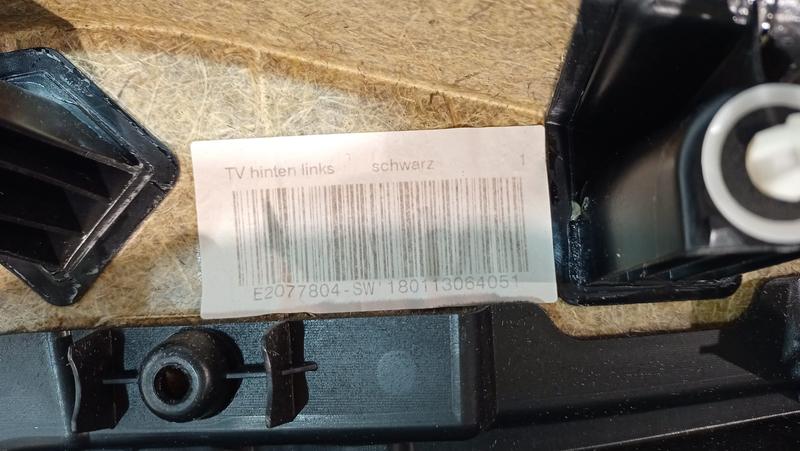 TV hinten links schwarz 1
E2077804-SW'180113064051